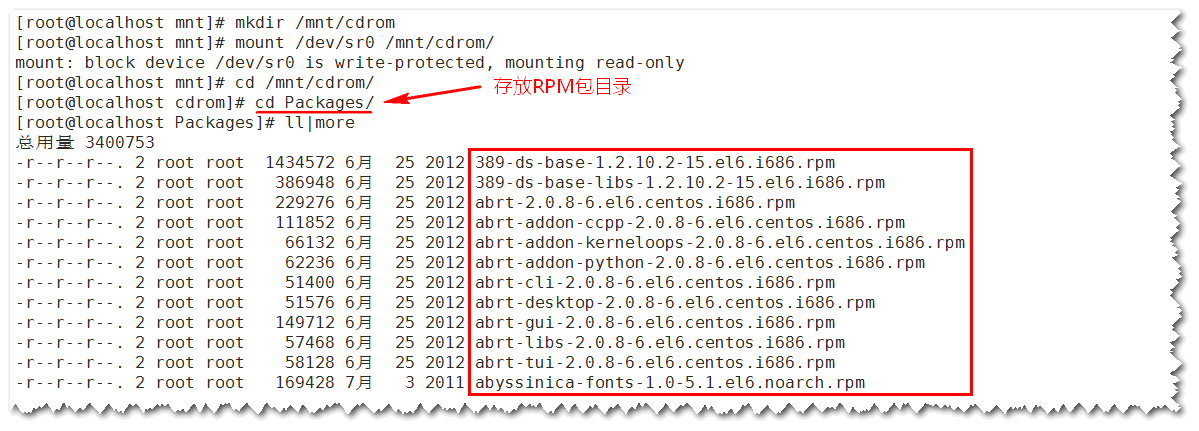 [root@localhost mnt]# mkdir /mnt/cdrom
[root@localhost mnt]# mount /dev/sr0 /mnt/cdrom/
mount: block device /dev/sr0 is write-protected, mounting read-only
[root@localhost mnt]# cd /mnt/cdrom/
存放RPM包目录
[root@localhost cdrom]# cd Packages/
[root@localhost Packages]# ll|more
总用量 3400753
-r--r--r--. 2 root root  1434572 6月   25 2012 389-ds-base-1.2.10.2-15.el6.i686.rpm
-r--r--r--. 2 root root   386948 6月   25 2012 389-ds-base-libs-1.2.10.2-15.el6.i686.rpm
-r--r--r--. 2 root root   229276 6月   25 2012 abrt-2.0.8-6.el6.centos.i686.rpm
-r--r--r--. 2 root root   111852 6月   25 2012 abrt-addon-ccpp-2.0.8-6.el6.centos.i686.rpm
-r--r--r--. 2 root root    66132 6月   25 2012 abrt-addon-kerneloops-2.0.8-6.el6.centos.i686.rpm
-r--r--r--. 2 root root    62236 6月   25 2012 abrt-addon-python-2.0.8-6.el6.centos.i686.rpm
-r--r--r--. 2 root root    51400 6月   25 2012 abrt-cli-2.0.8-6.el6.centos.i686.rpm
-r--r--r--. 2 root root    51576 6月   25 2012 abrt-desktop-2.0.8-6.el6.centos.i686.rpm
-r--r--r--. 2 root root   149712 6月   25 2012 abrt-gui-2.0.8-6.el6.centos.i686.rpm
-r--r--r--. 2 root root    57468 6月   25 2012 abrt-libs-2.0.8-6.el6.centos.i686.rpm
-r--r--r--. 2 root root    58128 6月   25 2012 abrt-tui-2.0.8-6.el6.centos.i686.rpm
-r--r--r--. 2 root root   169428 7月    3 2011 abyssinica-fonts-1.0-5.1.el6.noarch.rpm